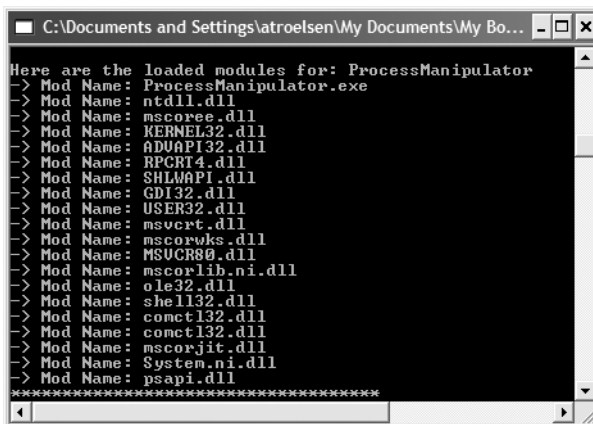 C:\Documents and Settings\atroelsen\My Documents\My Bo...
Here are the loaded modules for: ProcessManipulator
-> Mod Name: ProcessManipulator.exe
-> Mod Name: ntdll.dll
-> Mod Name: mscoree.dll
-> Mod Name: KERNEL32.dll
-> Mod Name: ADVAPI32.dll
-> Mod Name: RPCRT4.dll
-> Mod Name: SHLWAPI.dll
-> Mod Name: GDI32.dll
-> Mod Name: USER32.dll
-> Mod Name: msvcrt.dll
-> Mod Name: mscorwks.dll
-> Mod Name: MSVCR80.dll
-> Mod Name: mscorlib.ni.dll
-> Mod Name: ole32.dll
-> Mod Name: shell32.dll
-> Mod Name: comctl32.dll
-> Mod Name: comctl32.dll
-> Mod Name: mscorjit.dll
-> Mod Name: System.ni.dll
-> Mod Name: psapi.dll
************************************